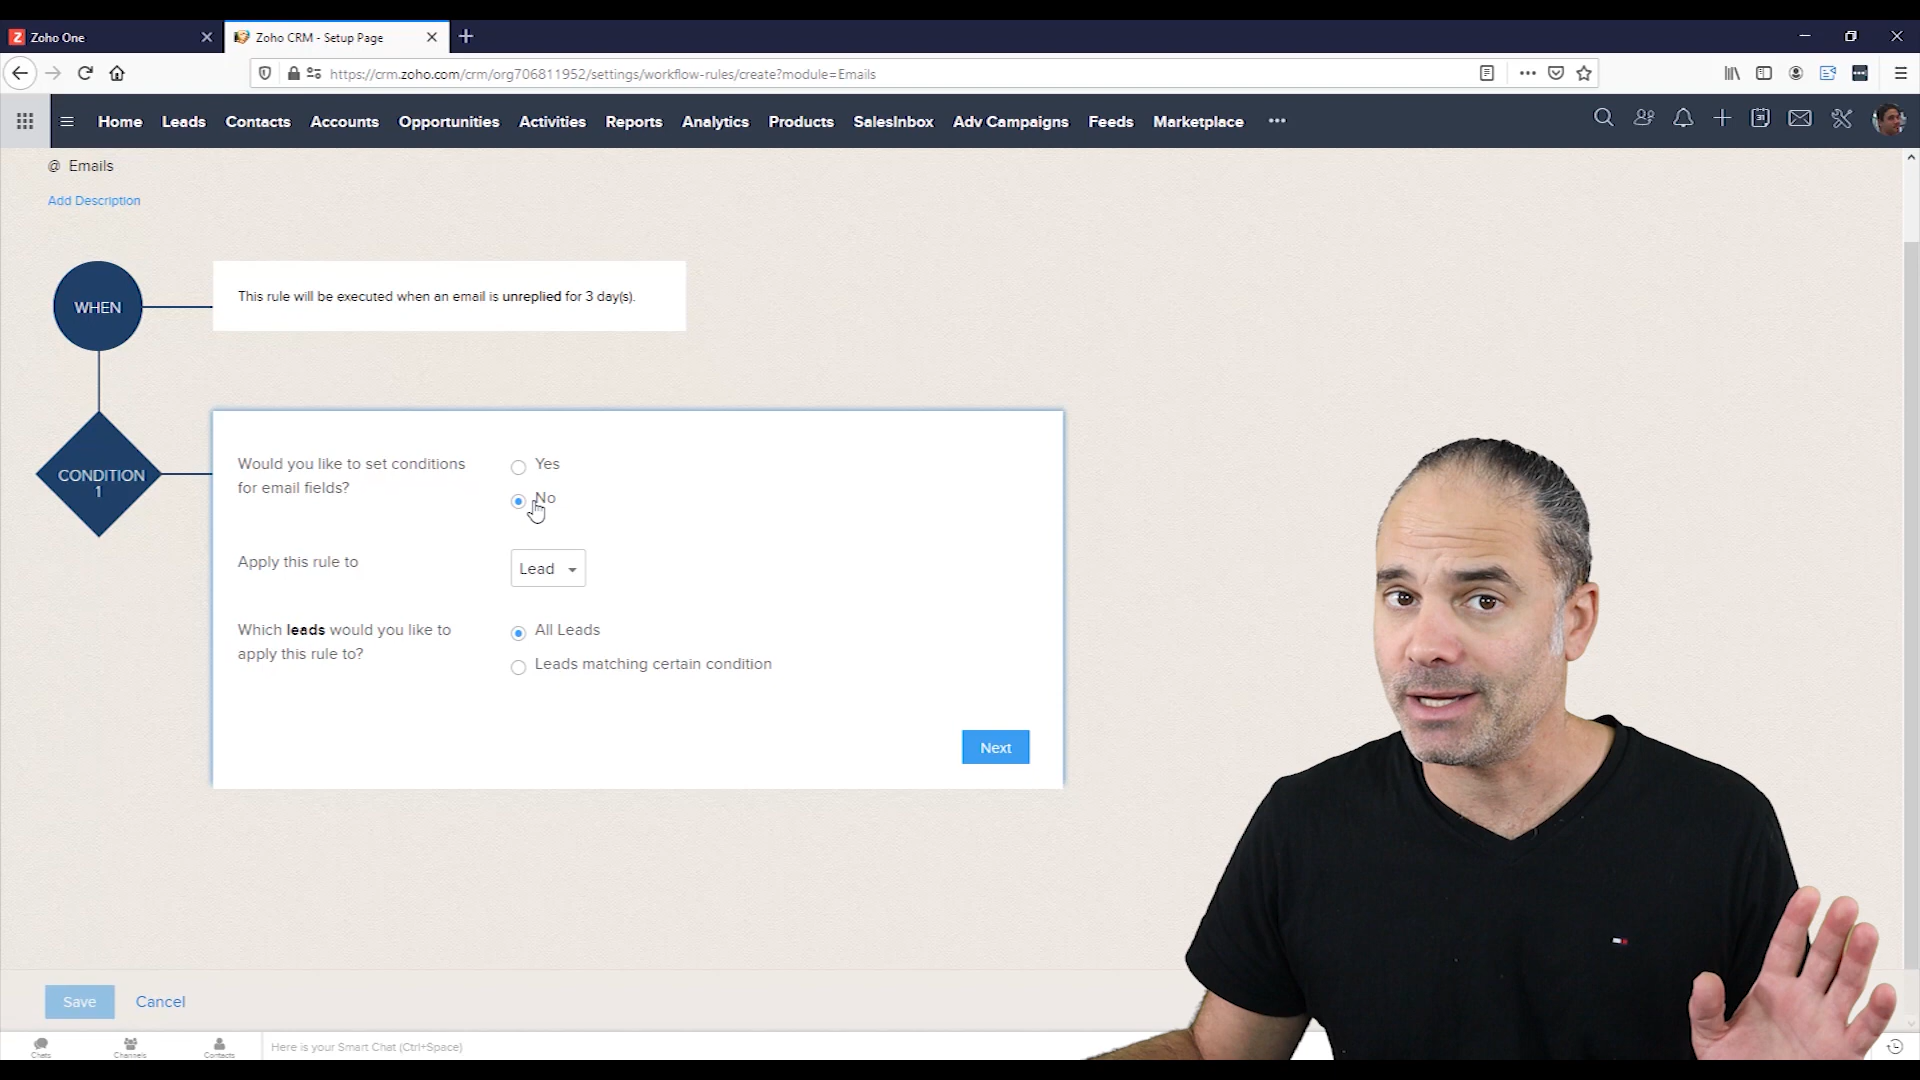 Zoho One
Zoho CRM - Setup Page
https://crm.zoho.com/crm/org706811952/settings/workflow-rules/create?module=Emails
Home Leads Contacts Accounts Opportunities Activities Reports Analytics Products SalesInbox Adv Campaigns Feeds Marketplace
@ Emails
Add Description
WHEN
This rule will be executed when an email is unreplied for 3 day(s).
CONDITION
1
Would you like to set conditions
for email fields?
Yes
No
Apply this rule to
Lead
Which leads would you like to
apply this rule to?
All Leads
Leads matching certain condition
Next
Save
Cancel
Chats
Channels
Contacts
Here is your Smart Chat (Ctrl+Space)